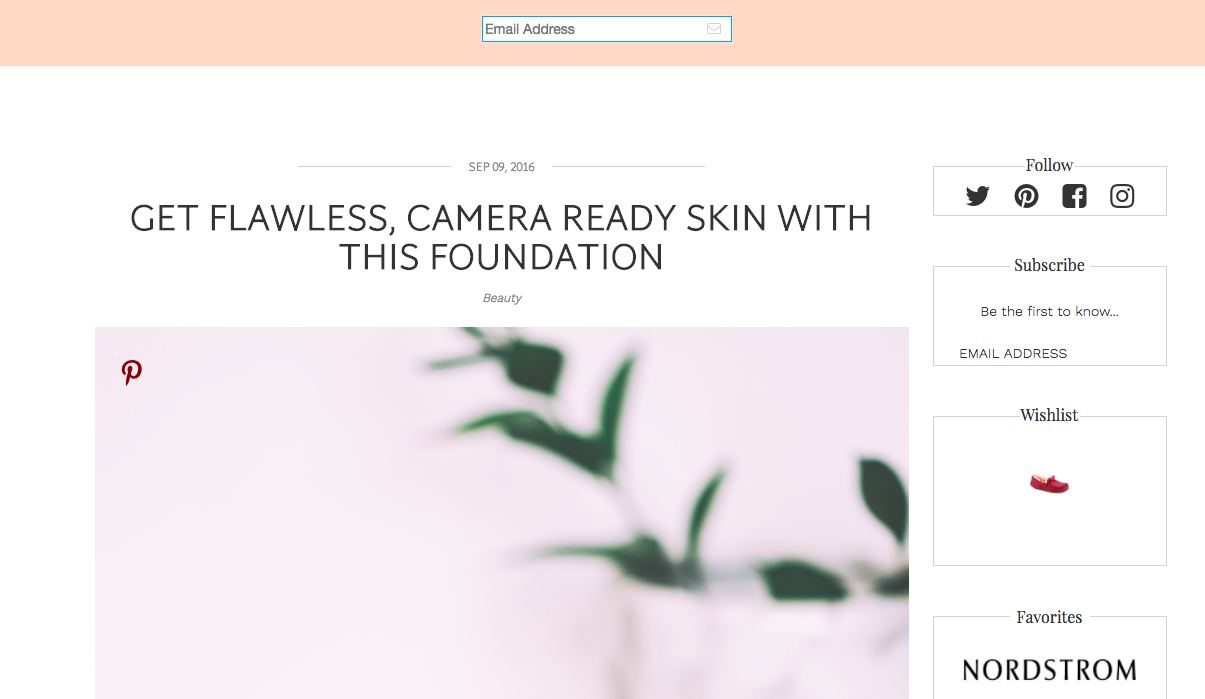 Email Address
SEP 09, 2016
GET FLAWLESS, CAMERA READY SKIN WITH
THIS FOUNDATION
Beauty
Follow
Subscribe
Be the first to know...
EMAIL ADDRESS
Wishlist
Favorites
NORDSTROM